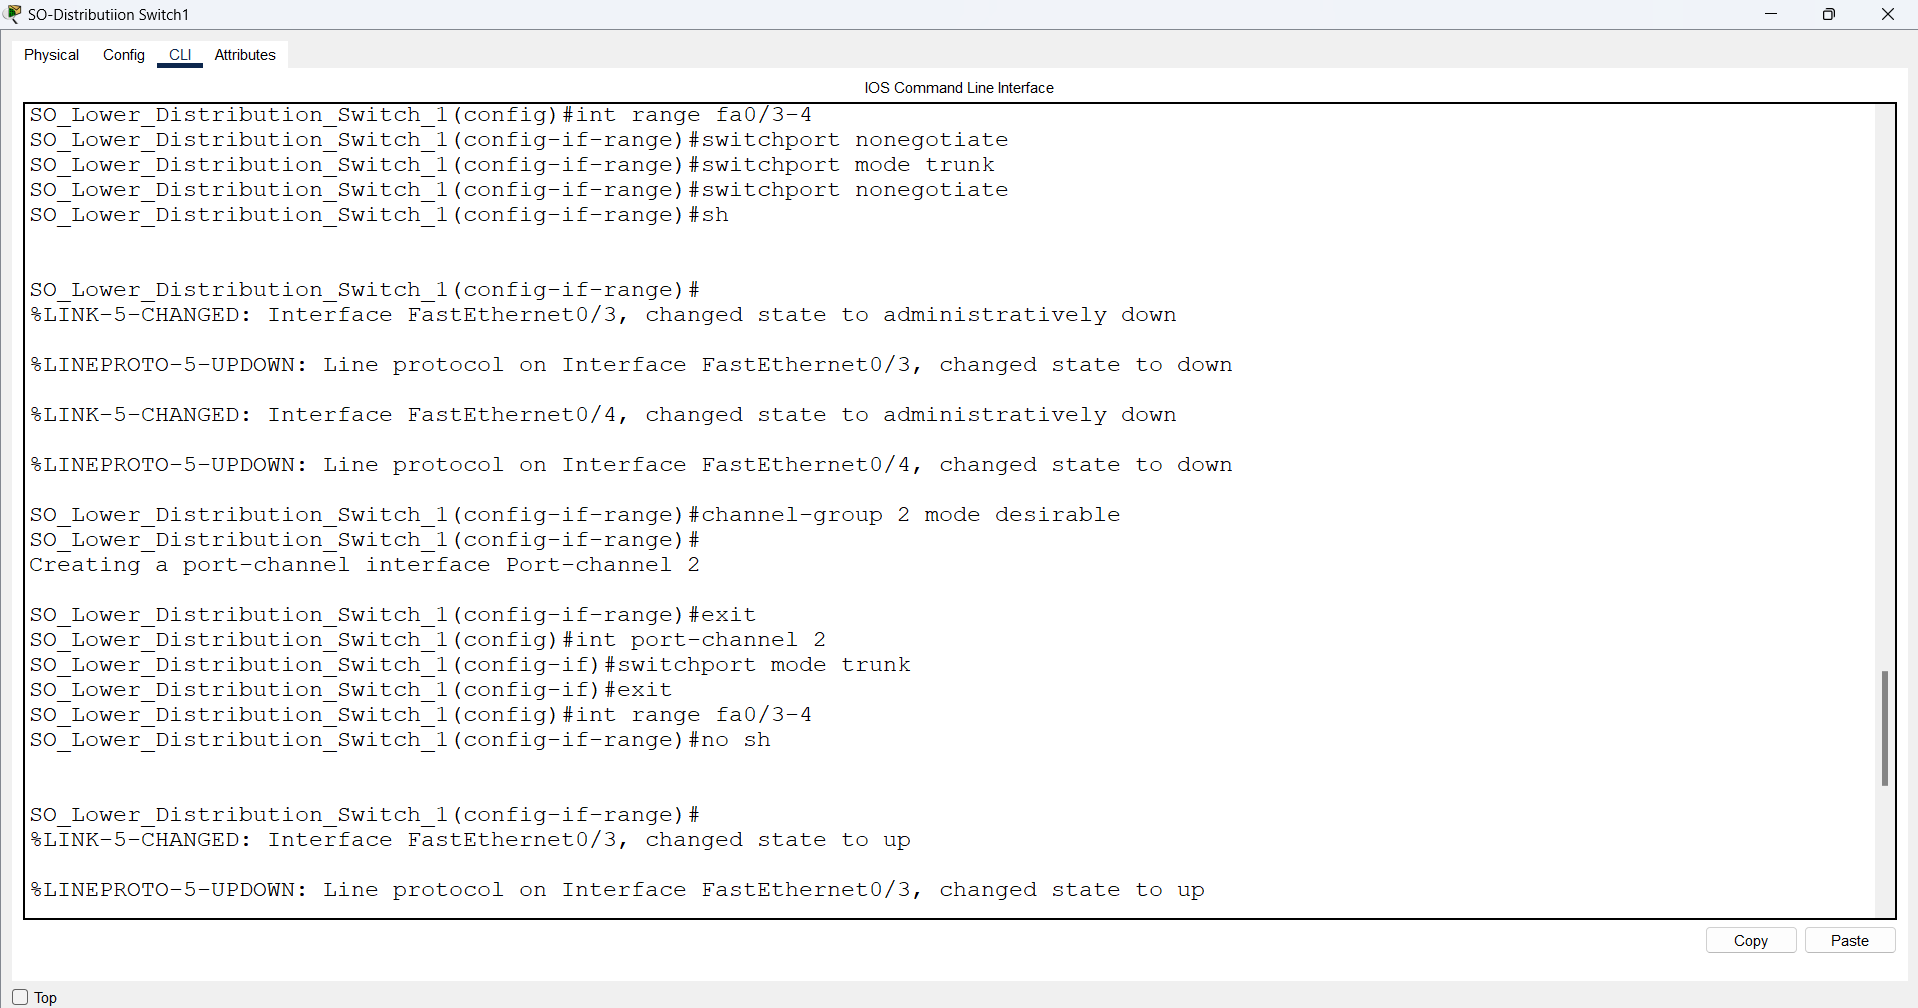 SO-Distributiion Switch1
Physical Config CLI Attributes
IOS Command Line Interface
SO_Lower_Distribution_Switch_1(config)#int range fa0/3-4
SO_Lower_Distribution_Switch_1(config-if-range)#switchport nonegotiate
SO_Lower_Distribution_Switch_1(config-if-range)#switchport mode trunk
SO_Lower_Distribution_Switch_1(config-if-range)#switchport nonegotiate
SO_Lower_Distribution_Switch_1(config-if-range)#sh
SO_Lower_Distribution_Switch_1(config-if-range)#
%LINK-5-CHANGED: Interface FastEthernet0/3, changed state to administratively down
%LINEPROTO-5-UPDOWN: Line protocol on Interface FastEthernet0/3, changed state to down
%LINK-5-CHANGED: Interface FastEthernet0/4, changed state to administratively down
%LINEPROTO-5-UPDOWN: Line protocol on Interface FastEthernet0/4, changed state to down
SO_Lower_Distribution_Switch_1(config-if-range)#channel-group 2 mode desirable
SO_Lower_Distribution_Switch_1(config-if-range)#
Creating a port-channel interface Port-channel 2
SO_Lower_Distribution_Switch_1(config-if-range)#exit
SO_Lower_Distribution_Switch_1(config)#int port-channel 2
SO_Lower_Distribution_Switch_1(config-if)#switchport mode trunk
SO_Lower_Distribution_Switch_1(config-if)#exit
SO_Lower_Distribution_Switch_1(config)#int range fa0/3-4
SO_Lower_Distribution_Switch_1(config-if-range)#no sh
SO_Lower_Distribution_Switch_1(config-if-range)#
%LINK-5-CHANGED: Interface FastEthernet0/3, changed state to up
%LINEPROTO-5-UPDOWN: Line protocol on Interface FastEthernet0/3, changed state to up
Copy Paste
Top